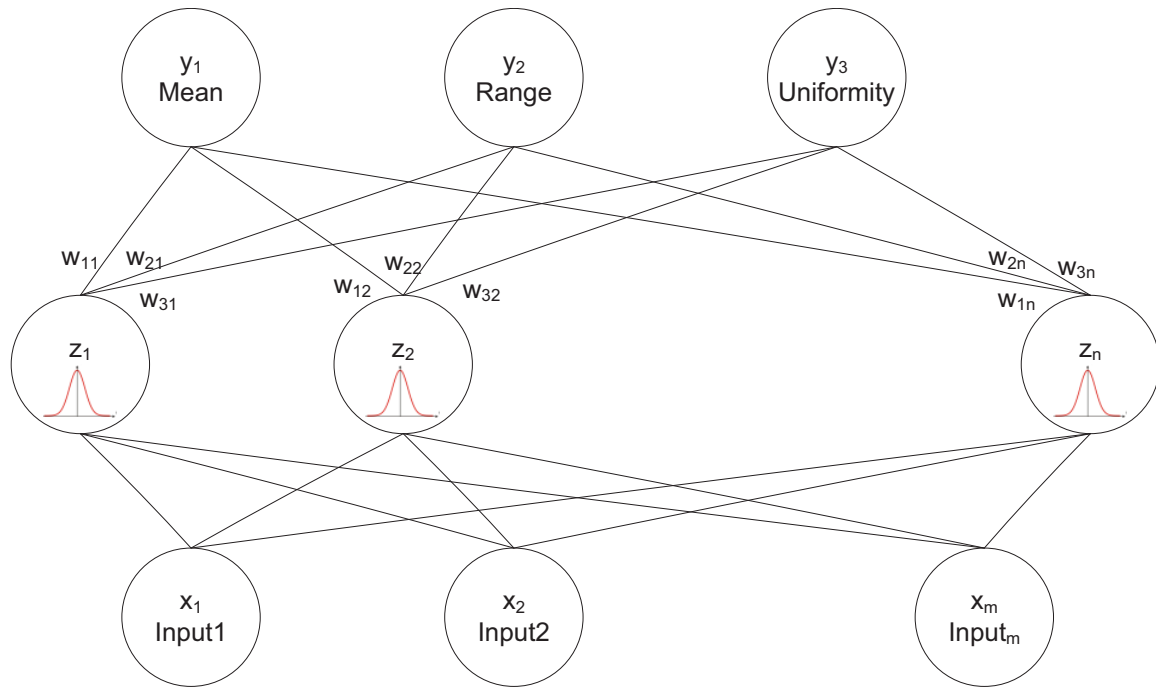 y₁
Mean
y₂
Range
y₃
Uniformity
w₁₁
w₂₁
w₃₁
w₁₂
w₂₂
w₃₂
w₂ₙ
w₃ₙ
w₁ₙ
z₁
z₂
zₙ
x₁
Input1
x₂
Input2
xₘ
Inputₘ